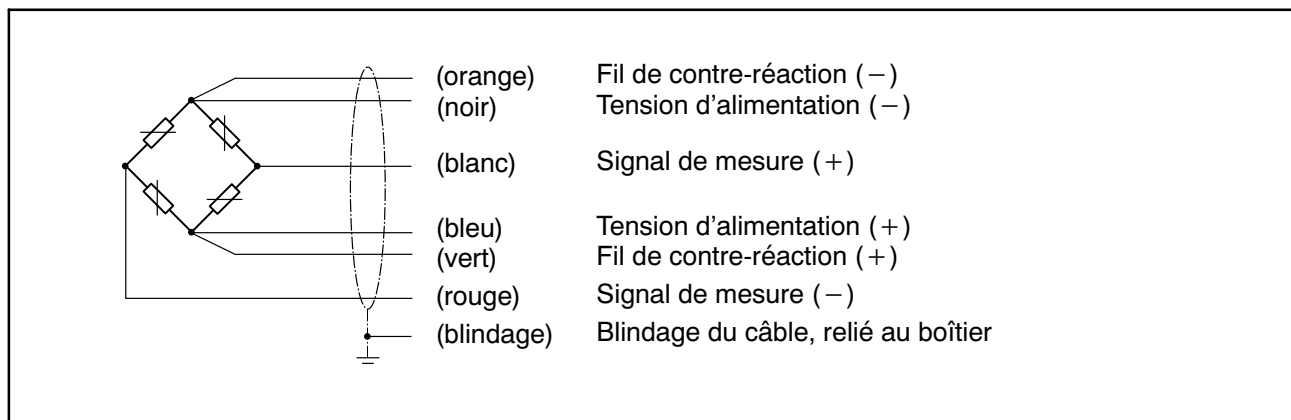 (orange) Fil de contre-réaction (−)
(noir) Tension d’alimentation (−)
(blanc) Signal de mesure (+)
(bleu) Tension d’alimentation (+)
(vert) Fil de contre-réaction (+)
(rouge) Signal de mesure (−)
(blindage) Blindage du câble, relié au boîtier